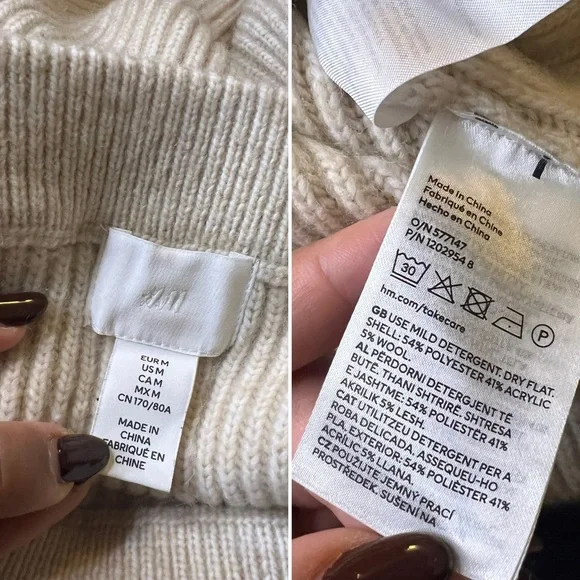 H&M
EUR M
US M
CA M
MX M
CN 170/80A
MADE IN
CHINA
FABRIQUÉ EN
CHINE
Made in China
Fabriqué en Chine
Hecho en China
O/N 577147
P/N 1202954 8
30
P
hm.com/takecare
GB USE MILD DETERGENT. DRY FLAT.
SHELL: 54% POLYESTER 41% ACRYLIC
5% WOOL.
AL PËRDORNI DETERGJENT TË
BUTË. THANI SHTRIRË. SHTRESA
E JASHTME: 54% POLIESTER 41%
AKRILIK 5% LESH.
CAT UTILITZEU DETERGENT PER A
ROBA DELICADA. ASSEQUEU-HO
PLA. EXTERIOR: 54% POLIÈSTER 41%
ACRÍLIC 5% LLANA.
CZ POUŽIJTE JEMNÝ PRACÍ
PROSTŘEDEK. SUŠENÍ NA